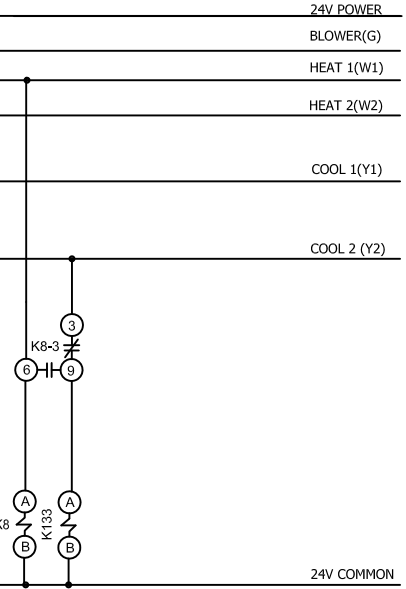 24V POWER
BLOWER(G)
HEAT 1(W1)
HEAT 2(W2)
COOL 1(Y1)
COOL 2 (Y2)
3
K8-3
6
9
A
A
K8
K133
B
B
24V COMMON